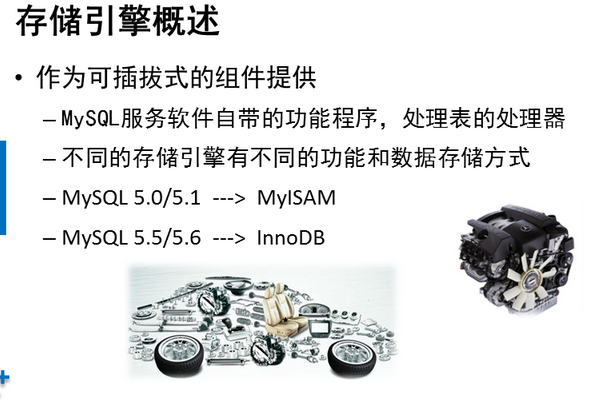 存储引擎概述
• 作为可插拔式的组件提供
– MySQL服务软件自带的功能程序，处理表的处理器
– 不同的存储引擎有不同的功能和数据存储方式
– MySQL 5.0/5.1 ---> MyISAM
– MySQL 5.5/5.6 ---> InnoDB